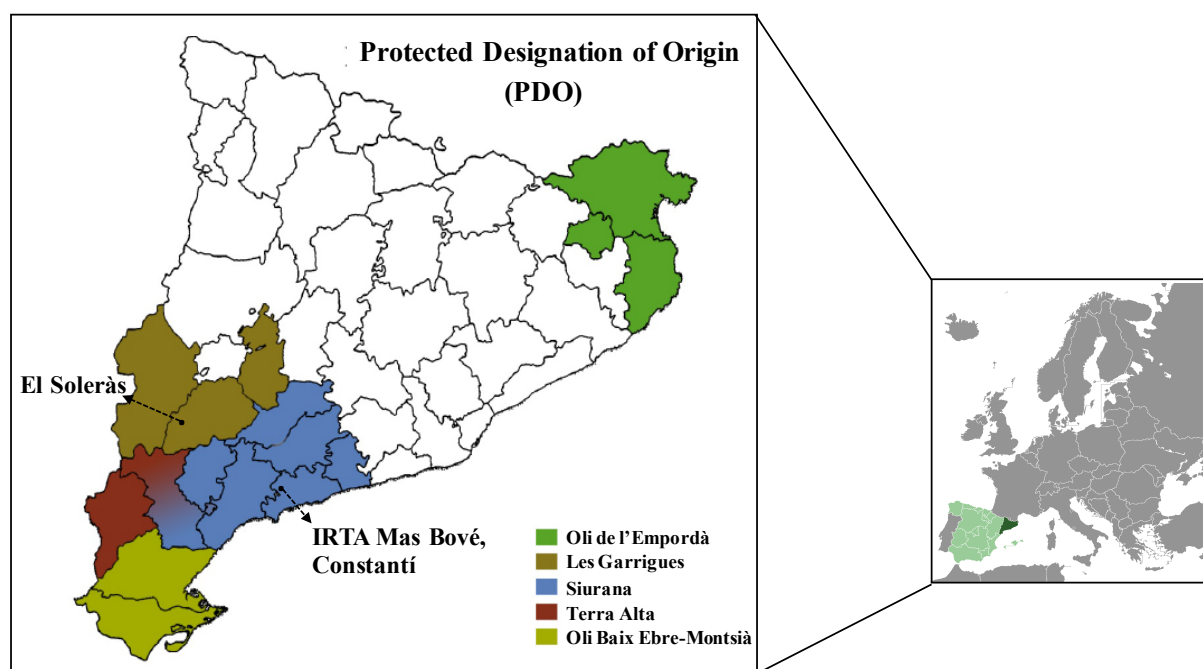 Protected Designation of Origin
(PDO)
El Soleràs
IRTA Mas Bové,
Constantí
Oli de l’Empordà
Les Garrigues
Siurana
Terra Alta
Oli Baix Ebre-Montsià